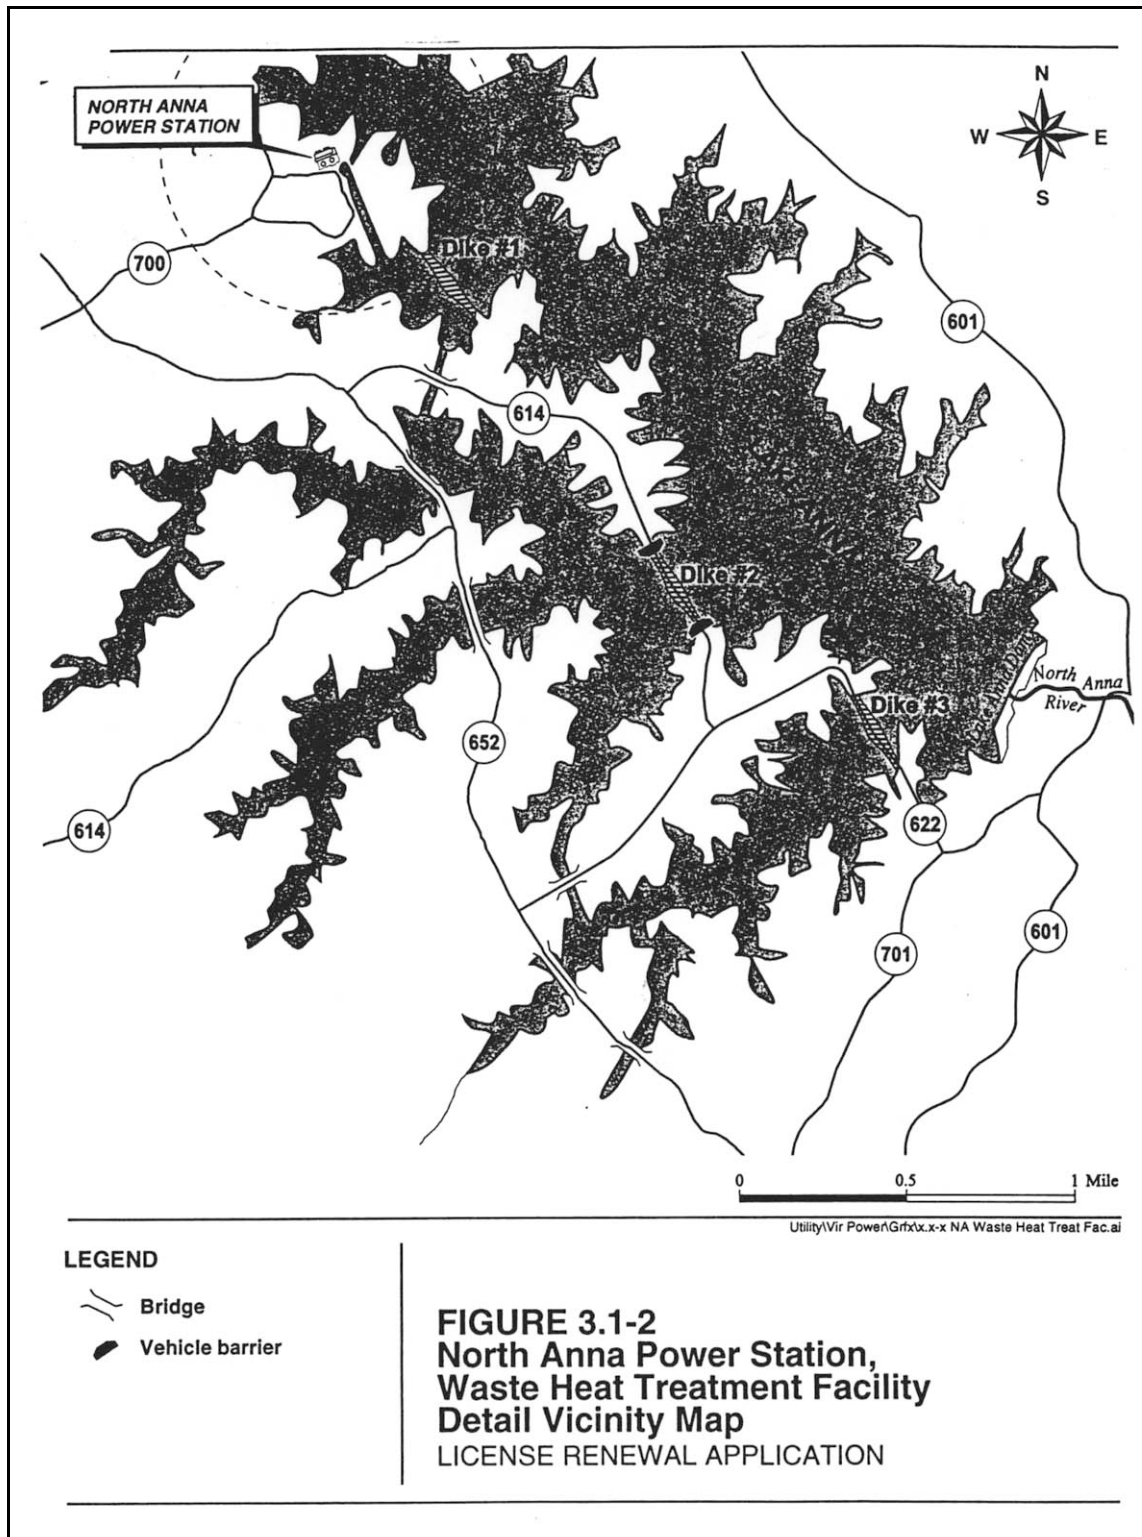 NORTH ANNA
POWER STATION
N
W
E
S
Dike #1
700
601
614
Dike #2
Lake Anna Dam
North Anna
River
Dike #3
652
614
622
601
701
0
0.5
1 Mile
Utility\Vir Power\Grfx\x.x-x NA Waste Heat Treat Fac.ai
LEGEND
Bridge
Vehicle barrier
FIGURE 3.1-2
North Anna Power Station,
Waste Heat Treatment Facility
Detail Vicinity Map
LICENSE RENEWAL APPLICATION